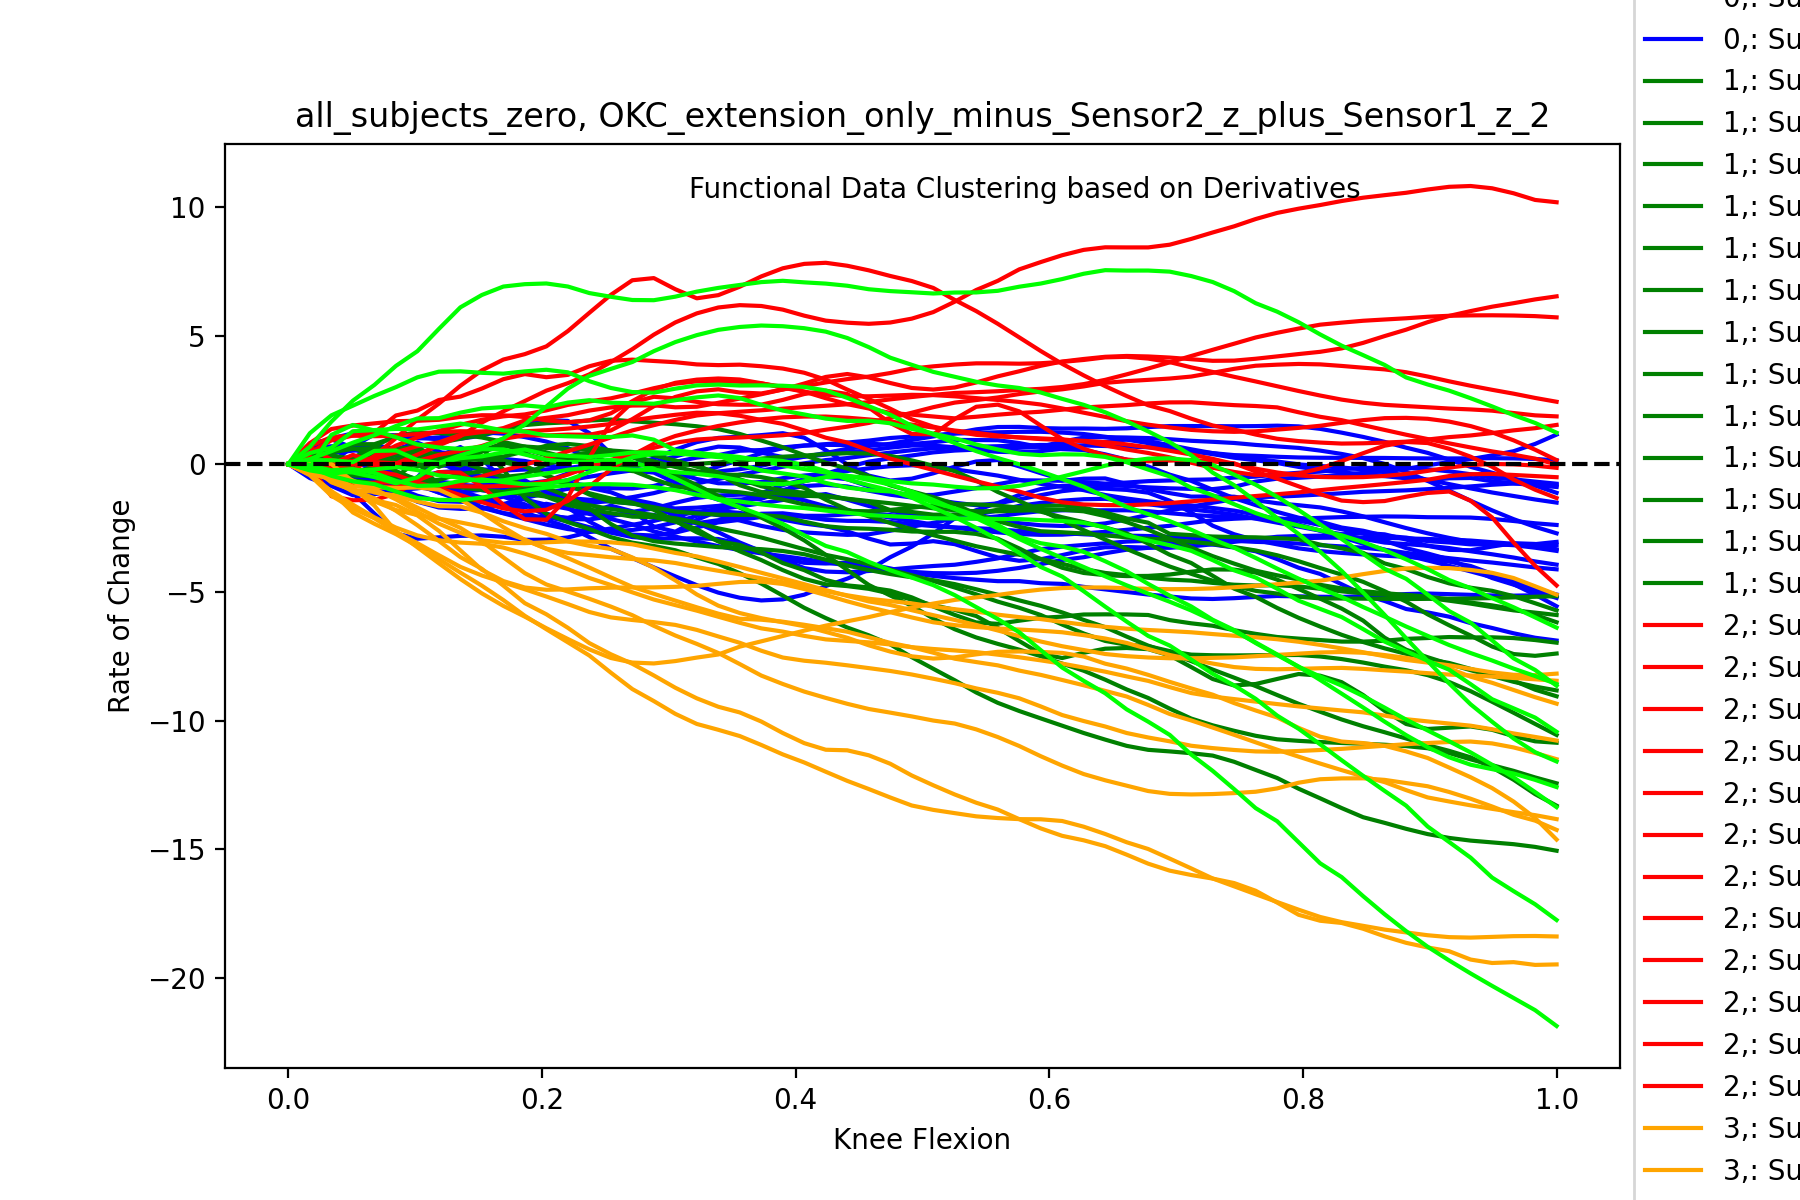 all_subjects_zero, OKC_extension_only_minus_Sensor2_z_plus_Sensor1_z_2
Functional Data Clustering based on Derivatives
Rate of Change
10
5
0
−5
−10
−15
−20
0.0 0.2 0.4 0.6 0.8 1.0
Knee Flexion
0,: Su
0,: Su
1,: Su
1,: Su
1,: Su
1,: Su
1,: Su
1,: Su
1,: Su
1,: Su
1,: Su
1,: Su
1,: Su
1,: Su
1,: Su
2,: Su
2,: Su
2,: Su
2,: Su
2,: Su
2,: Su
2,: Su
2,: Su
2,: Su
2,: Su
2,: Su
2,: Su
3,: Su
3,: Su